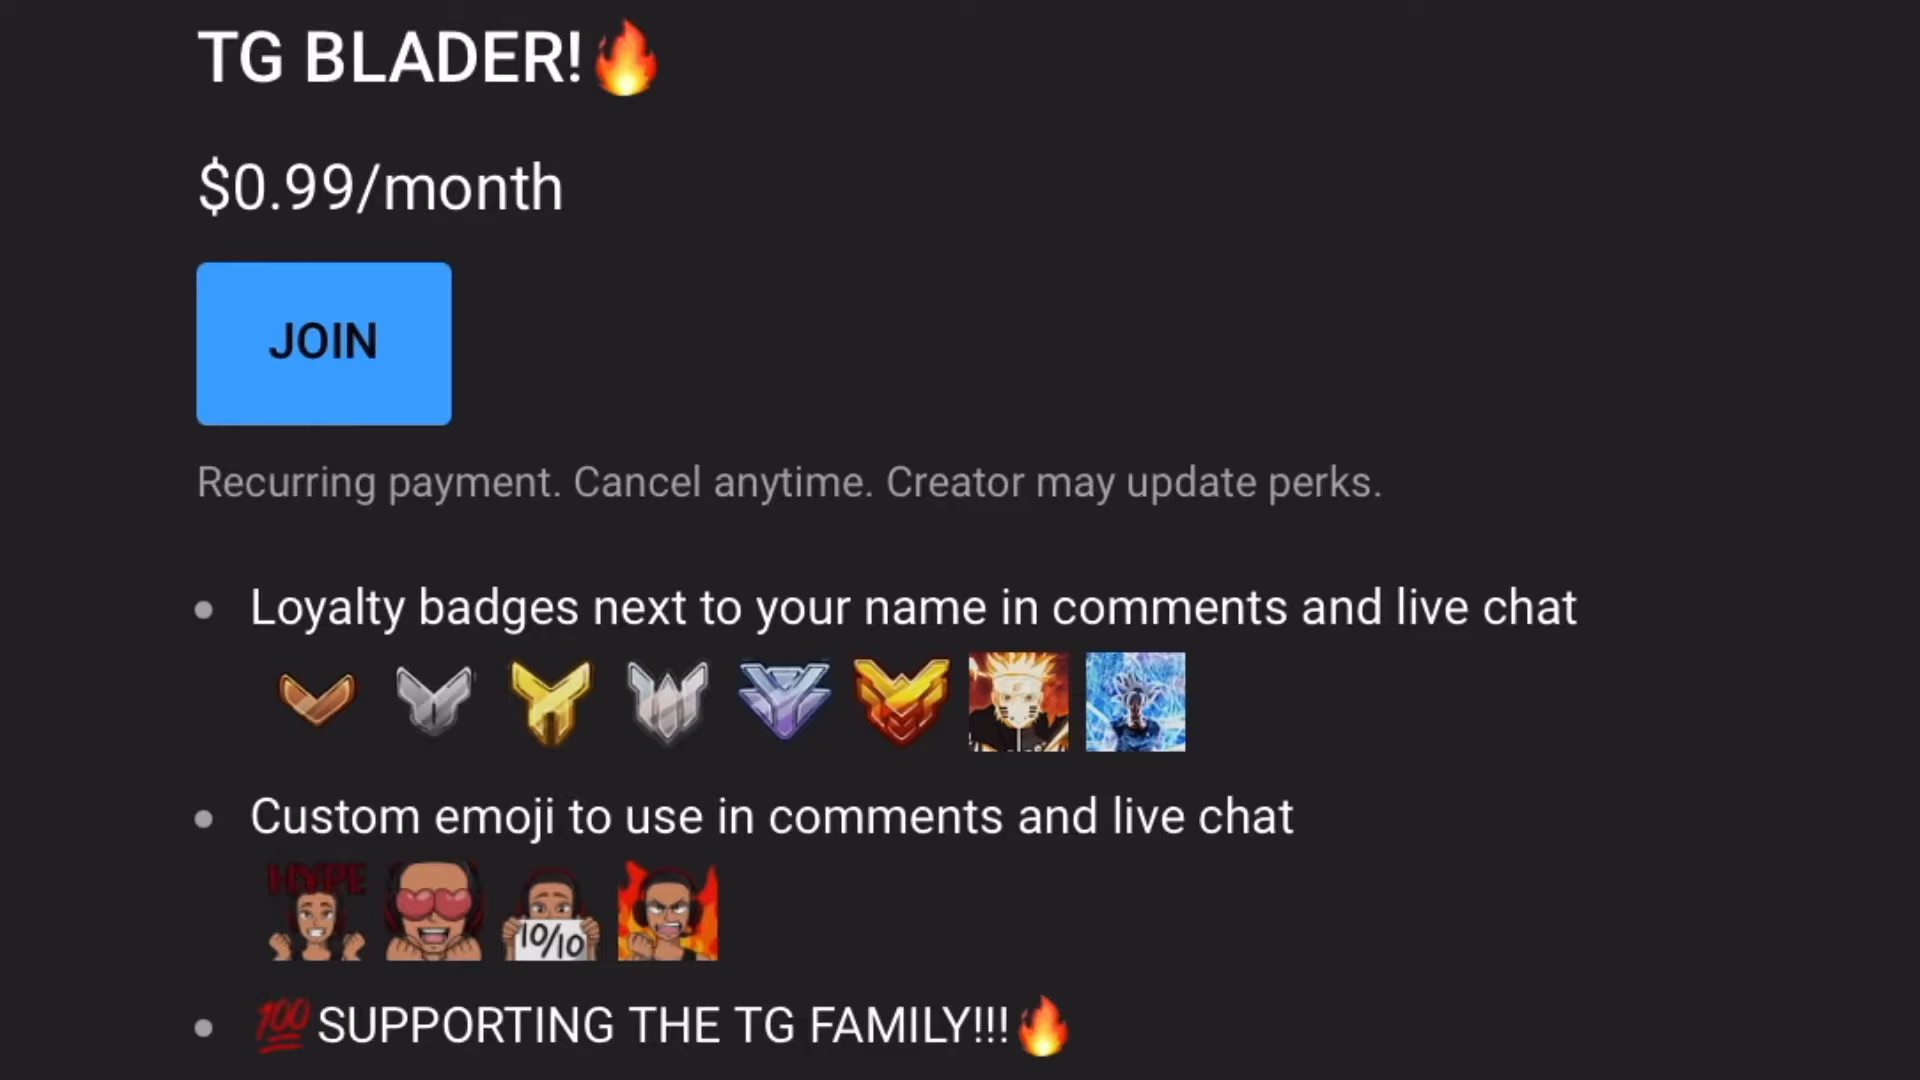 TG BLADER!🔥
$0.99/month
JOIN
Recurring payment. Cancel anytime. Creator may update perks.
Loyalty badges next to your name in comments and live chat
Custom emoji to use in comments and live chat
HYPE
10/10
💯SUPPORTING THE TG FAMILY!!!🔥